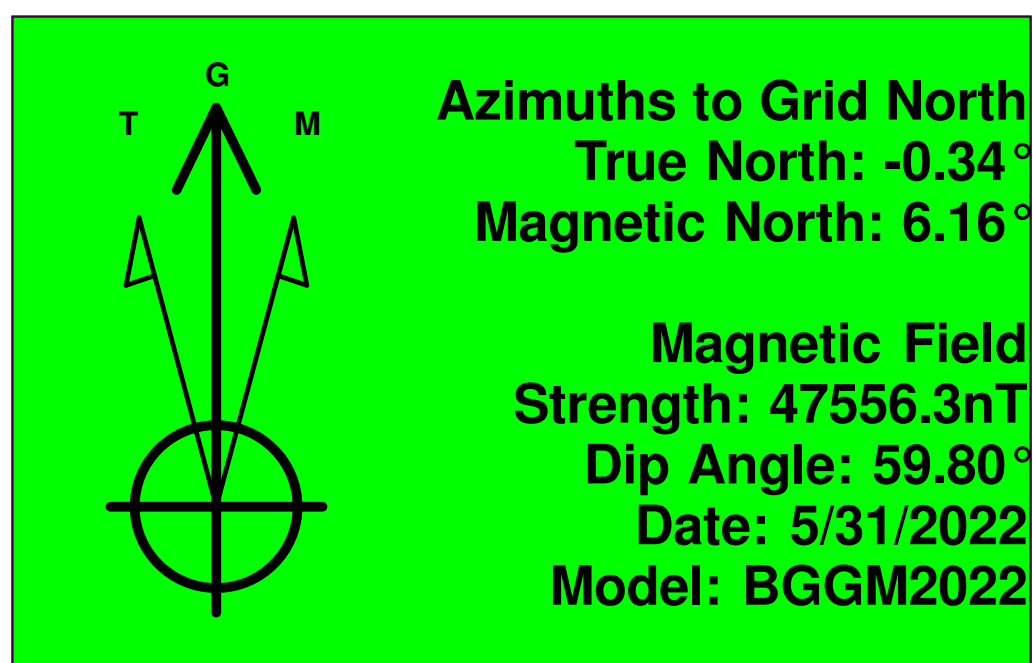 G
T M
Azimuths to Grid North
True North: -0.34°
Magnetic North: 6.16°
Magnetic Field
Strength: 47556.3nT
Dip Angle: 59.80°
Date: 5/31/2022
Model: BGGM2022